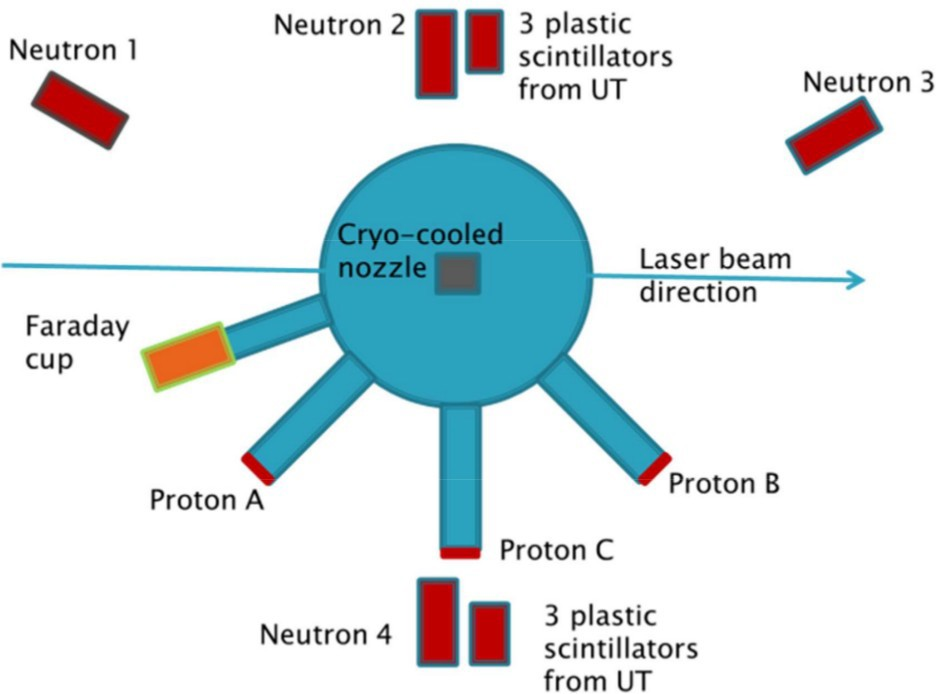 Neutron 1
Neutron 2
3 plastic
scintillators
from UT
Neutron 3
Cryo-cooled
nozzle
Laser beam
direction
Faraday
cup
Proton A
Proton B
Proton C
Neutron 4
3 plastic
scintillators
from UT